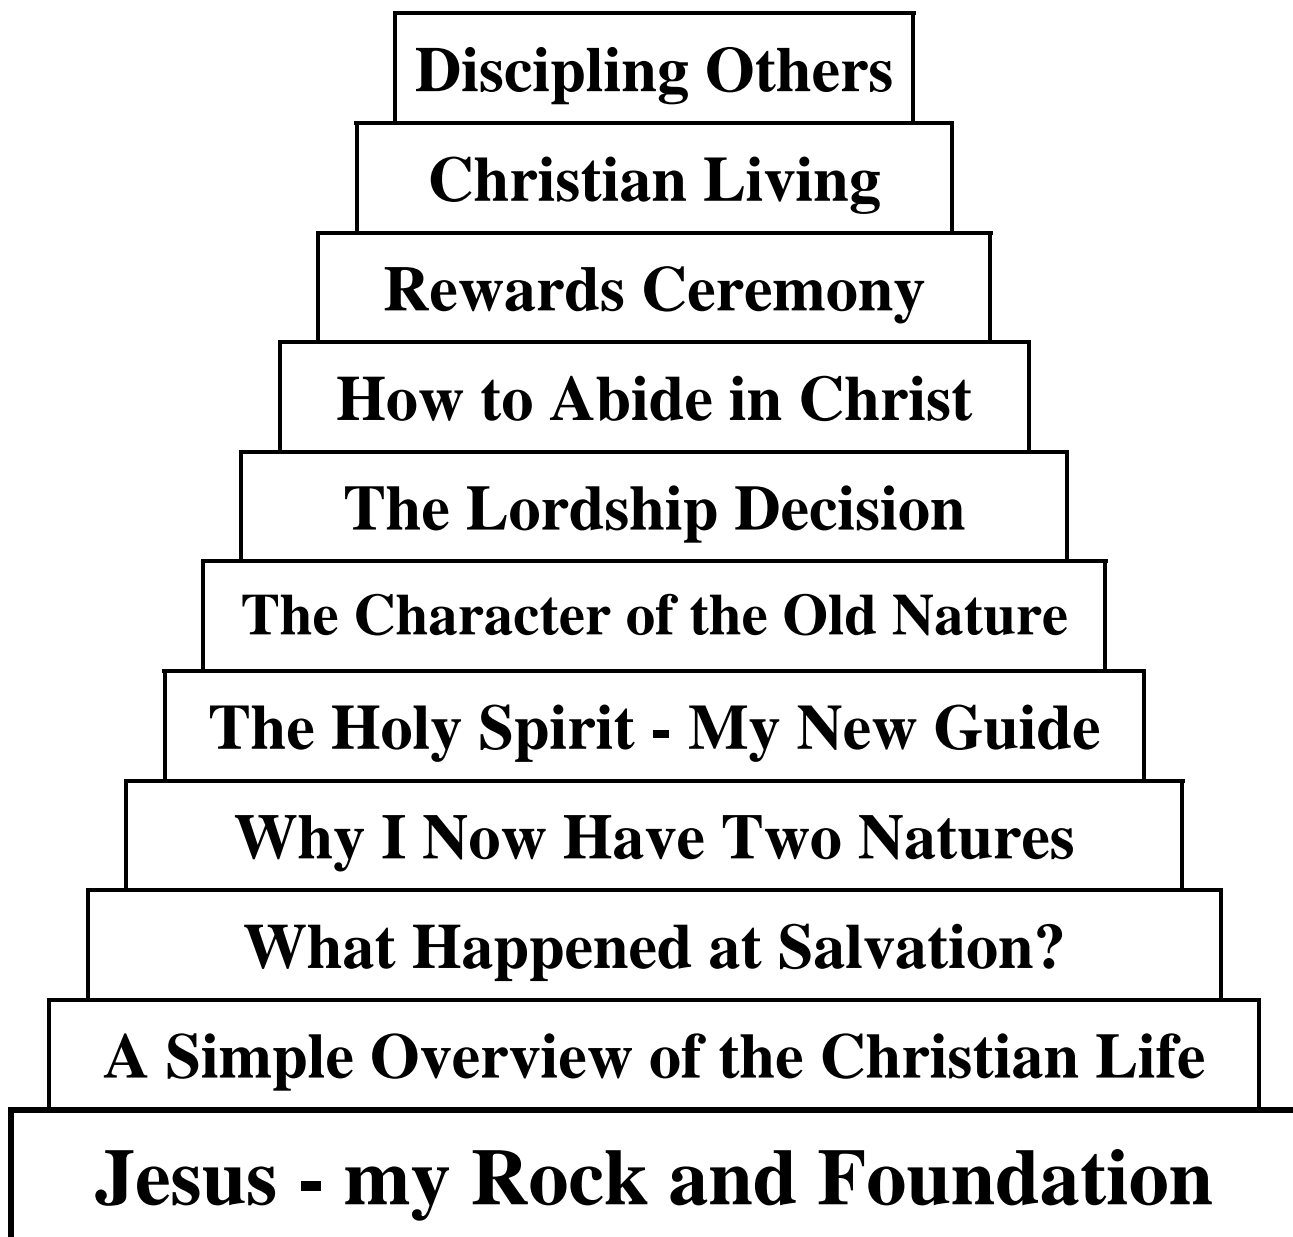 Discipling Others
Christian Living
Rewards Ceremony
How to Abide in Christ
The Lordship Decision
The Character of the Old Nature
The Holy Spirit - My New Guide
Why I Now Have Two Natures
What Happened at Salvation?
A Simple Overview of the Christian Life
Jesus - my Rock and Foundation